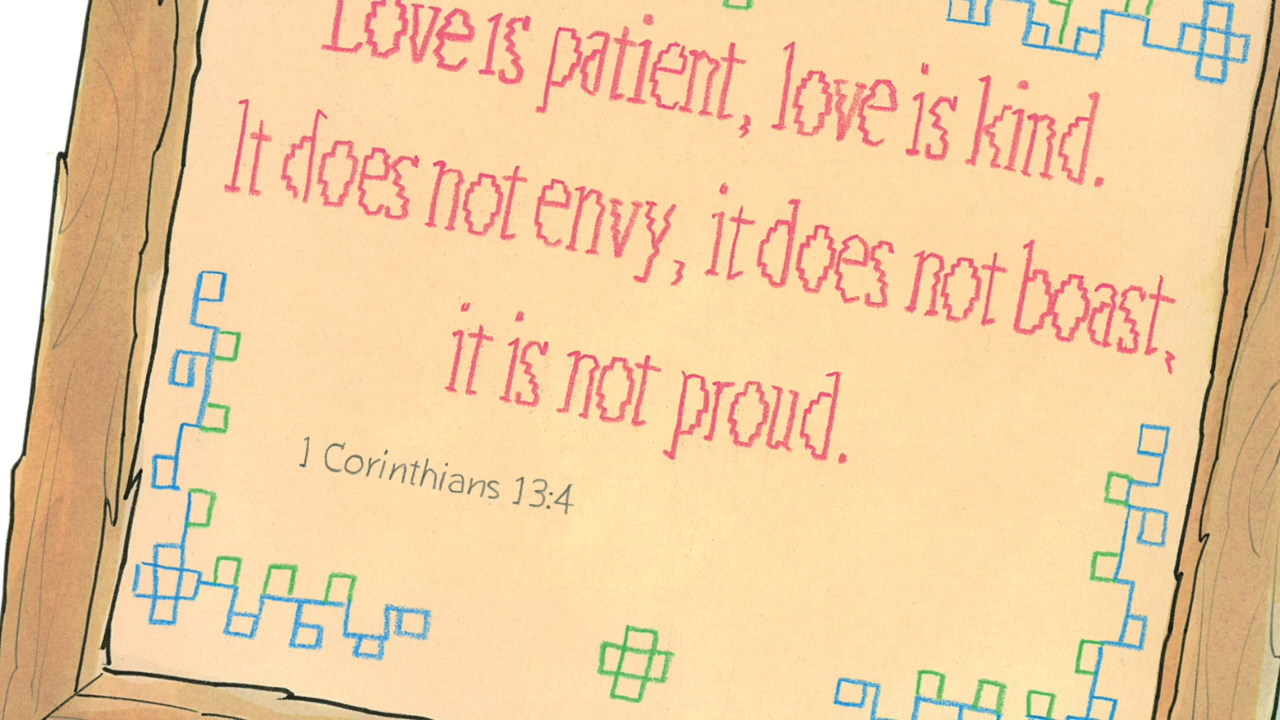 Love is patient, love is kind.
It does not envy, it does not boast,
it is not proud.
1 Corinthians 13:4